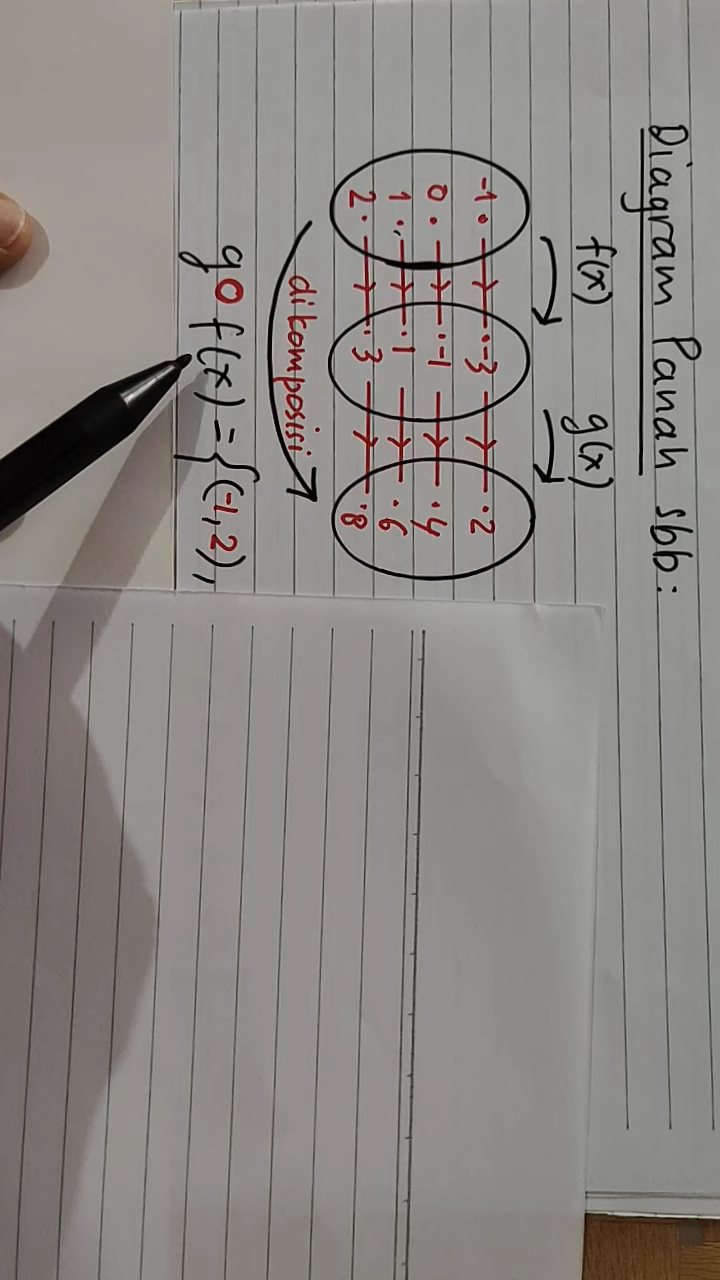 Diagram Panah sbb:
f(x) g(x)
-1 . . -3 . 2
0 . . -1 . 4
1 . . 1 . 6
2 . . 3 . 8
dikomposisi
g o f(x) = {(-1,2),